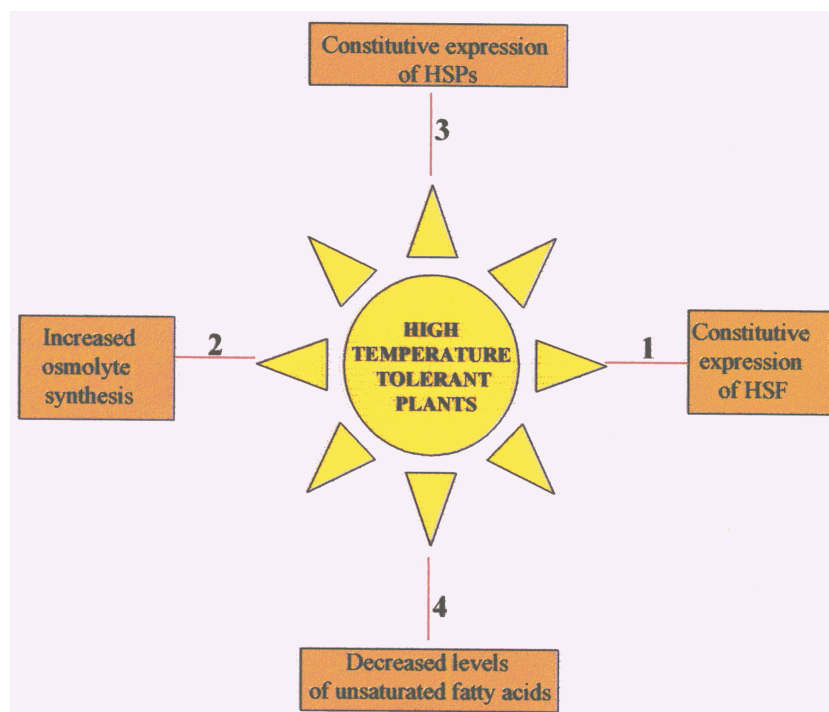 Constitutive expression
of HSPs
3
Increased
osmolyte
synthesis
2
HIGH
TEMPERATURE
TOLERANT
PLANTS
1
Constitutive
expression
of HSF
4
Decreased levels
of unsaturated fatty acids